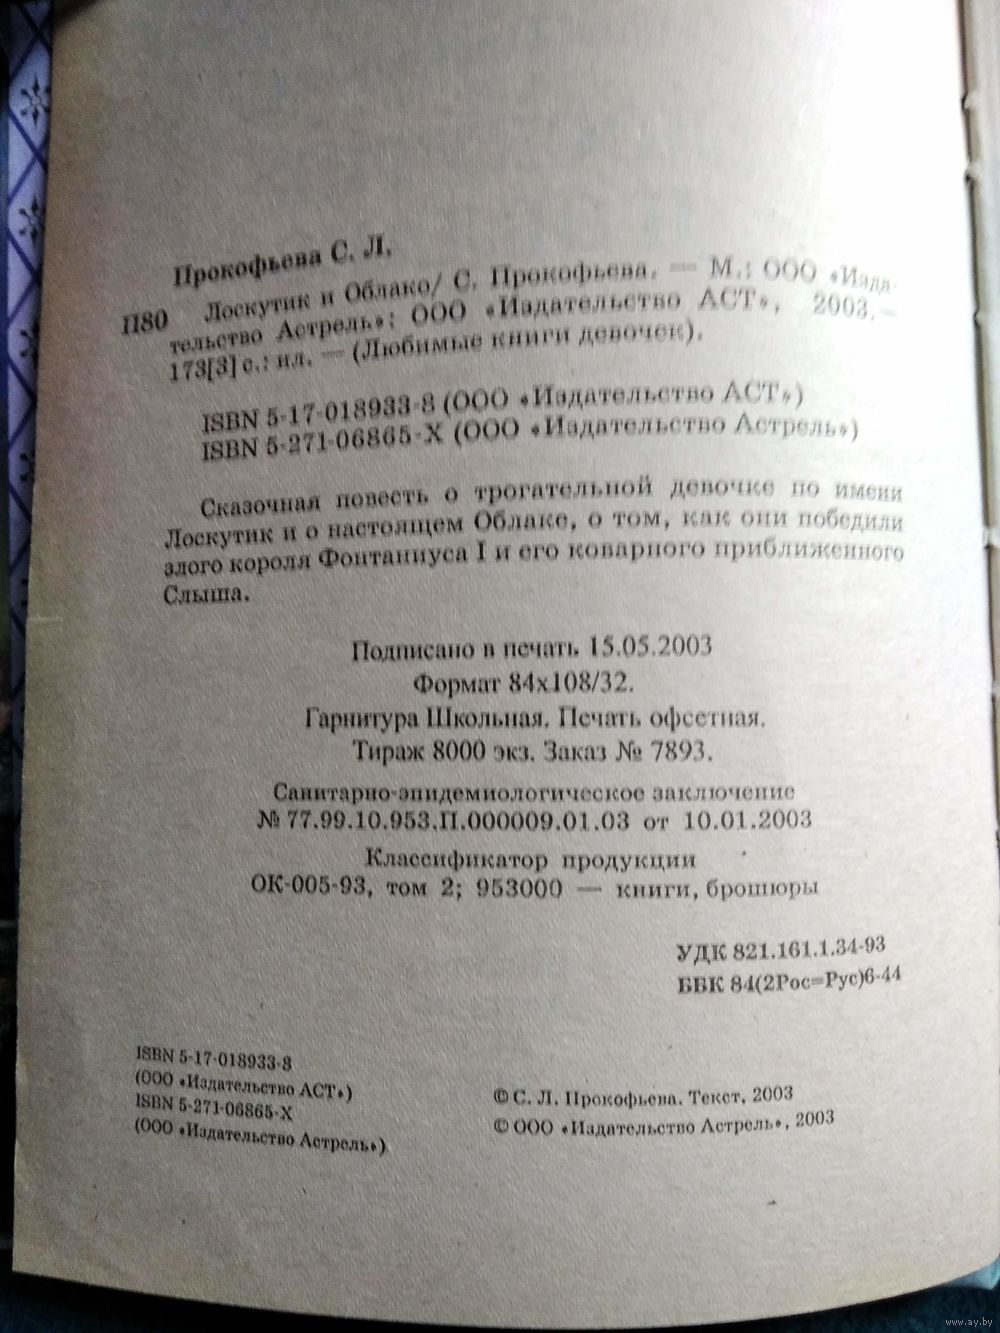 Прокофьева С. Л.
П80 Лоскутик и Облако/ С. Прокофьева. — М.: ООО «Изда-
тельство Астрель»: ООО «Издательство АСТ», 2003.—
173[3] с.: ил. — (Любимые книги девочек).
ISBN 5-17-018933-8 (ООО «Издательство АСТ»)
ISBN 5-271-06865-X (ООО «Издательство Астрель»)
Сказочная повесть о трогательной девочке по имени
Лоскутик и о настоящем Облаке, о том, как они победили
злого короля Фонтаниуса I и его коварного приближенного
Слыша.
Подписано в печать 15.05.2003
Формат 84х108/32.
Гарнитура Школьная. Печать офсетная.
Тираж 8000 экз. Заказ № 7893.
Санитарно-эпидемиологическое заключение
№ 77.99.10.953.П.000009.01.03 от 10.01.2003
Классификатор продукции
ОК-005-93, том 2; 953000 — книги, брошюры
УДК 821.161.1.34-93
ББК 84(2Рос=Рус)6-44
ISBN 5-17-018933-8
(ООО «Издательство АСТ»)
ISBN 5-271-06865-X
(ООО «Издательство Астрель»)
© С. Л. Прокофьева. Текст, 2003
© ООО «Издательство Астрель», 2003
www.ay.by